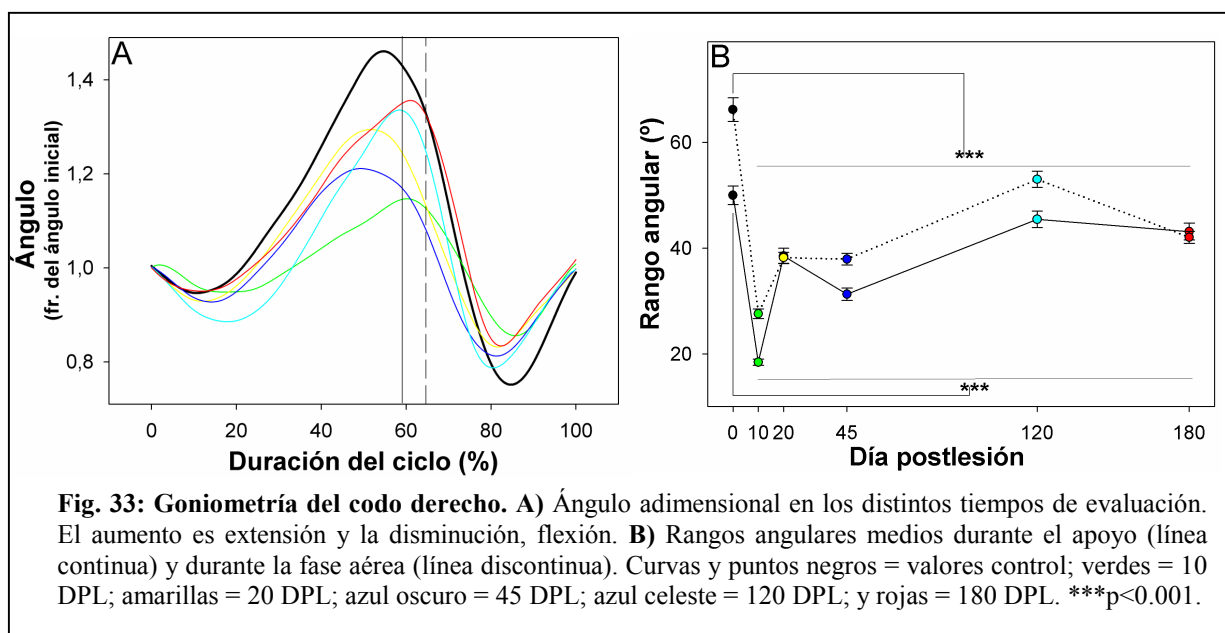 A
Ángulo
(fr. del ángulo inicial)
1,4
1,2
1,0
0,8
0 20 40 60 80 100
Duración del ciclo (%)
B
Rango angular (º)
60
40
20
***
***
0 10 20 45 120 180
Día postlesión
Fig. 33: Goniometría del codo derecho. A) Ángulo adimensional en los distintos tiempos de evaluación.
El aumento es extensión y la disminución, flexión. B) Rangos angulares medios durante el apoyo (línea
continua) y durante la fase aérea (línea discontinua). Curvas y puntos negros = valores control; verdes = 10
DPL; amarillas = 20 DPL; azul oscuro = 45 DPL; azul celeste = 120 DPL; y rojas = 180 DPL. ***p<0.001.